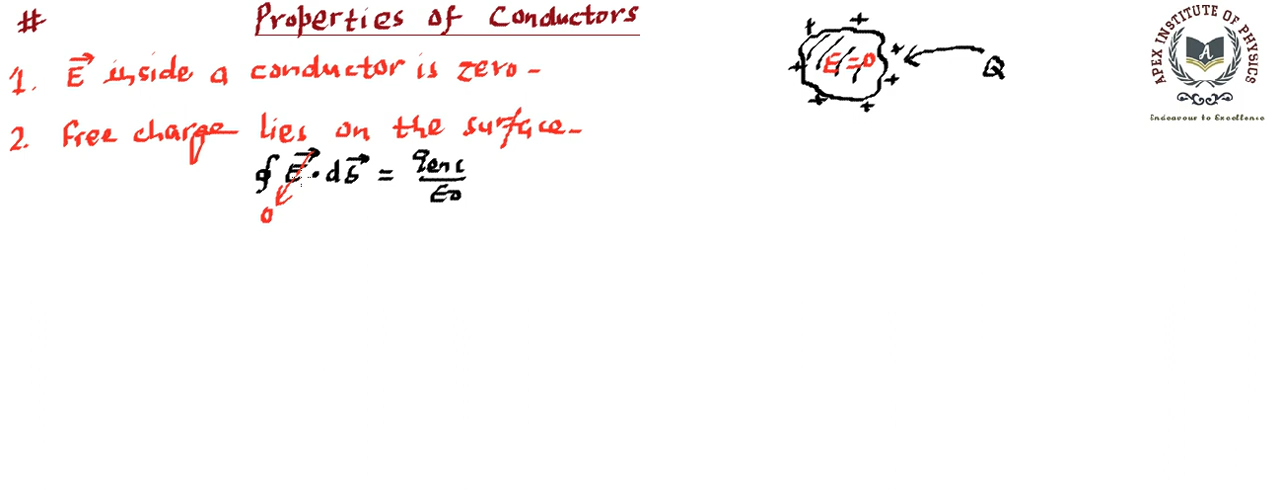 # Properties of Conductors
1. E⃗ inside a conductor is zero -
2. Free charge lies on the surface -
∮ E⃗ · dS⃗ = qenc / ε0
0
+ + + + + + +
E = 0
Q
APEX INSTITUTE OF PHYSICS
A
Endeavour to Excellence